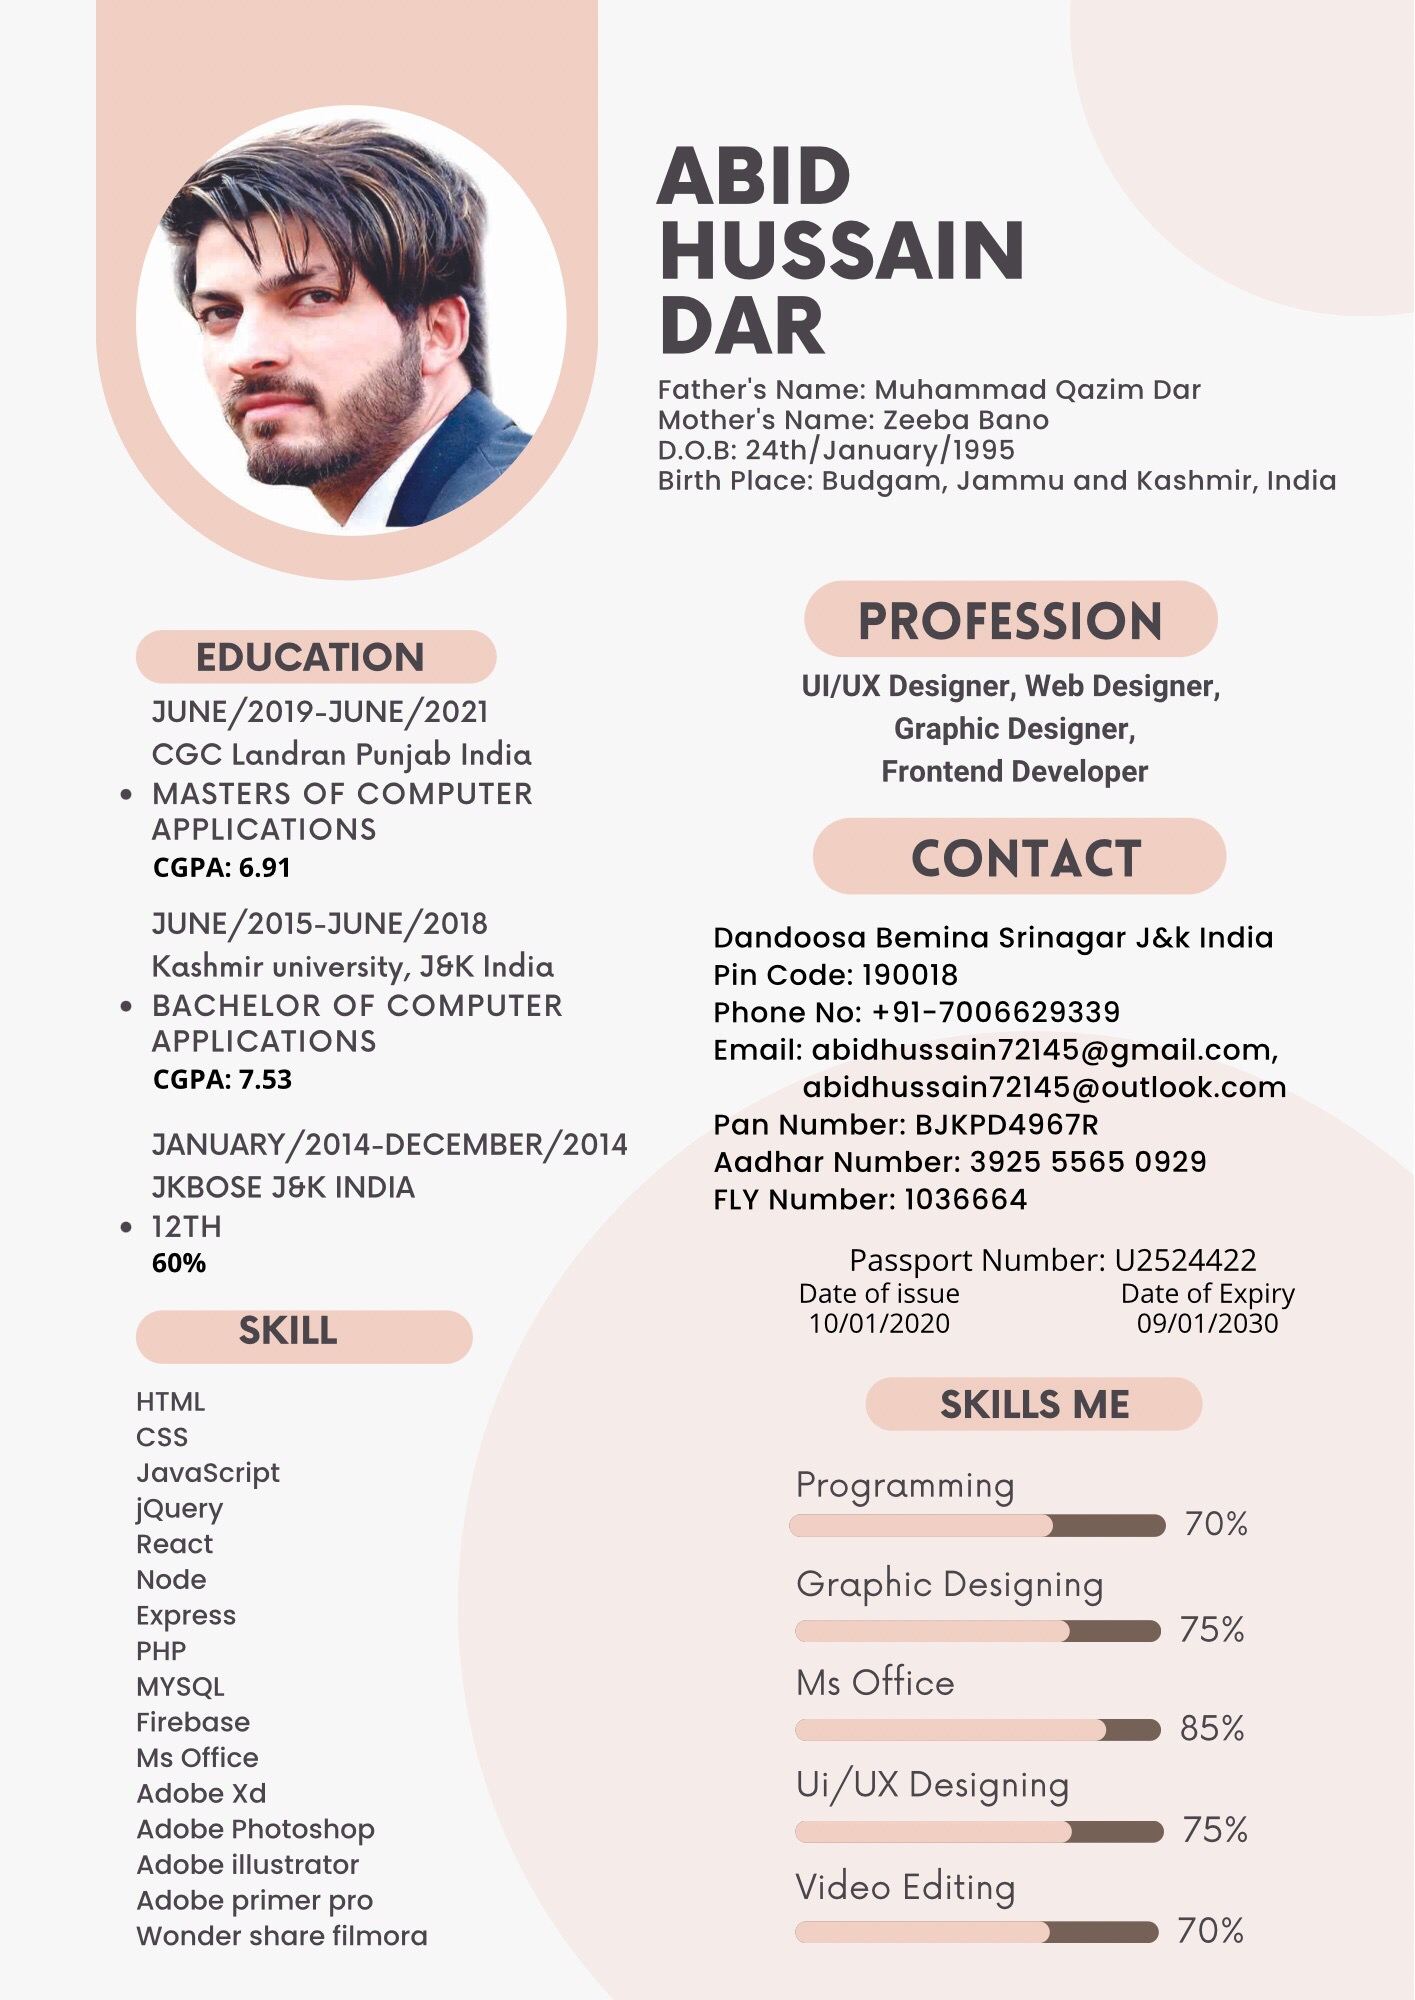 ABID
HUSSAIN
DAR
Father's Name: Muhammad Qazim Dar
Mother's Name: Zeeba Bano
D.O.B: 24th/January/1995
Birth Place: Budgam, Jammu and Kashmir, India
EDUCATION
JUNE/2019-JUNE/2021
CGC Landran Punjab India
• MASTERS OF COMPUTER
APPLICATIONS
CGPA: 6.91
JUNE/2015-JUNE/2018
Kashmir university, J&K India
• BACHELOR OF COMPUTER
APPLICATIONS
CGPA: 7.53
JANUARY/2014-DECEMBER/2014
JKBOSE J&K INDIA
• 12TH
60%
SKILL
HTML
CSS
JavaScript
jQuery
React
Node
Express
PHP
MYSQL
Firebase
Ms Office
Adobe Xd
Adobe Photoshop
Adobe illustrator
Adobe primer pro
Wonder share filmora
PROFESSION
UI/UX Designer, Web Designer,
Graphic Designer,
Frontend Developer
CONTACT
Dandoosa Bemina Srinagar J&k India
Pin Code: 190018
Phone No: +91-7006629339
Email: abidhussain72145@gmail.com,
abidhussain72145@outlook.com
Pan Number: BJKPD4967R
Aadhar Number: 3925 5565 0929
FLY Number: 1036664
Passport Number: U2524422
Date of issue Date of Expiry
10/01/2020 09/01/2030
SKILLS ME
Programming
70%
Graphic Designing
75%
Ms Office
85%
Ui/UX Designing
75%
Video Editing
70%